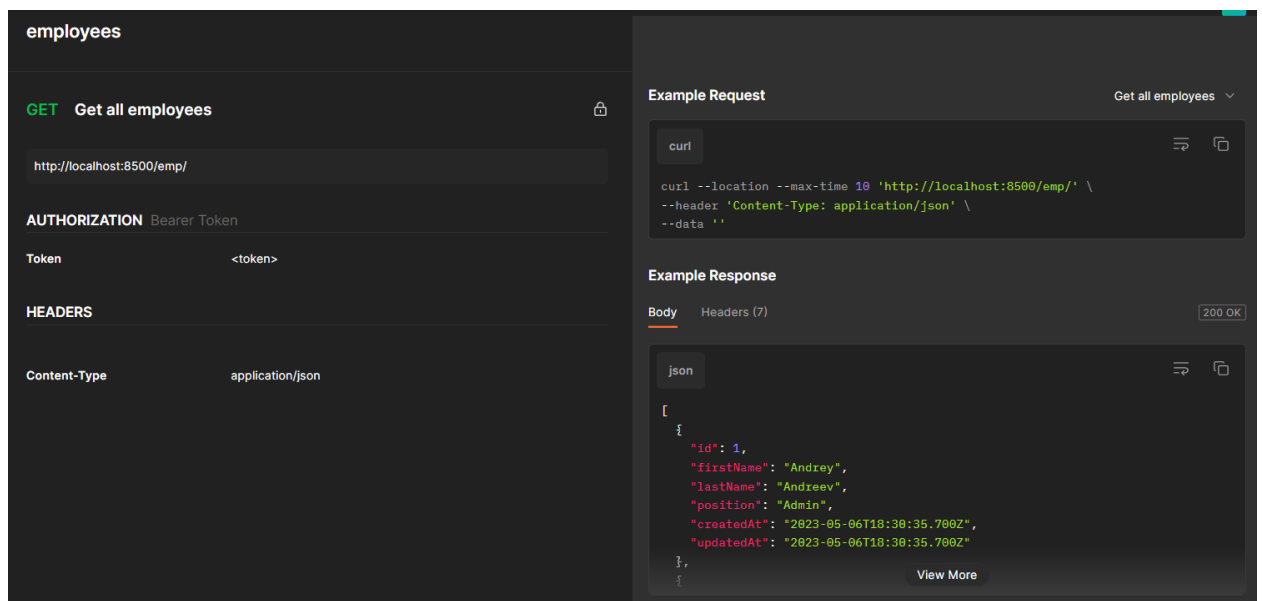 employees
GET Get all employees
http://localhost:8500/emp/
AUTHORIZATION Bearer Token
Token <token>
HEADERS
Content-Type application/json
Example Request
Get all employees
curl
curl --location --max-time 10 'http://localhost:8500/emp/' \
--header 'Content-Type: application/json' \
--data ''
Example Response
Body Headers (7)
200 OK
json
[
{
"id": 1,
"firstName": "Andrey",
"lastName": "Andreev",
"position": "Admin",
"createdAt": "2023-05-06T18:30:35.700Z",
"updatedAt": "2023-05-06T18:30:35.700Z"
},
{
View More